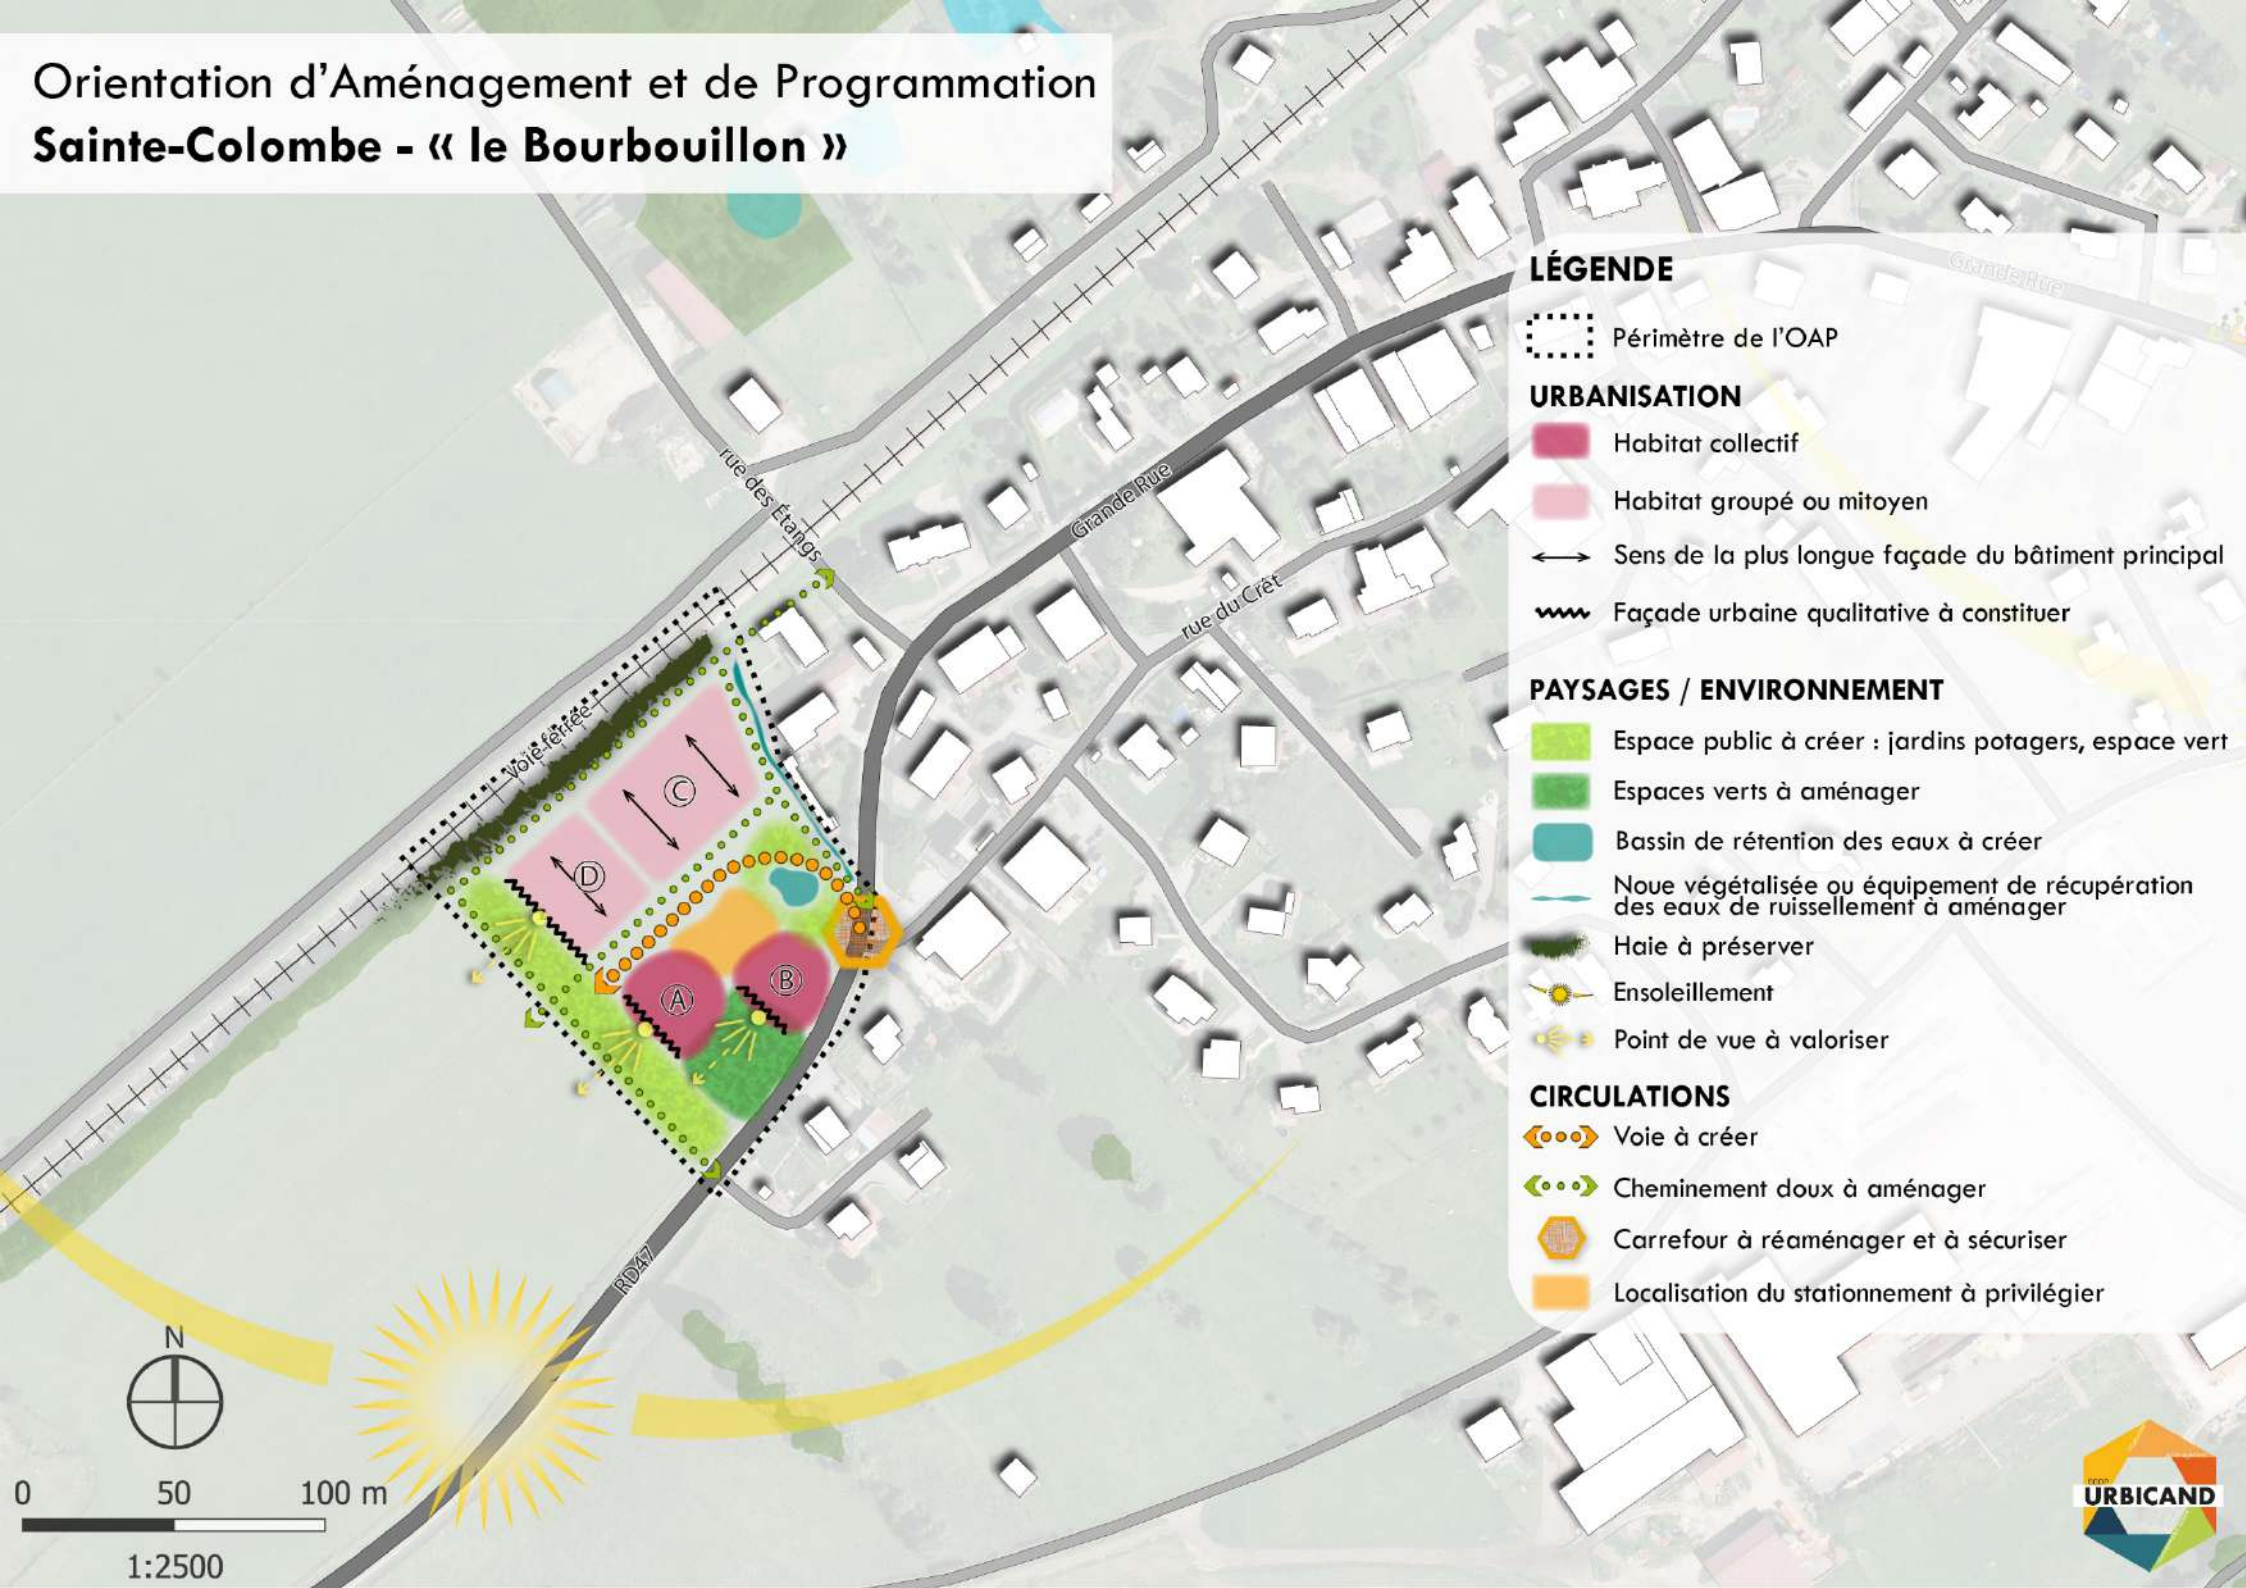 Orientation d'Aménagement et de Programmation
Sainte-Colombe - « le Bourbouillon »
LÉGENDE
Périmètre de l'OAP
URBANISATION
Habitat collectif
Habitat groupé ou mitoyen
Sens de la plus longue façade du bâtiment principal
Façade urbaine qualitative à constituer
PAYSAGES / ENVIRONNEMENT
Espace public à créer : jardins potagers, espace vert
Espaces verts à aménager
Bassin de rétention des eaux à créer
Noue végétalisée ou équipement de récupération
des eaux de ruissellement à aménager
Haie à préserver
Ensoleillement
Point de vue à valoriser
CIRCULATIONS
Voie à créer
Cheminement doux à aménager
Carrefour à réaménager et à sécuriser
Localisation du stationnement à privilégier
Grande Rue
rue des Étangs
Grande Rue
rue du Crêt
voie ferrée
C
D
A
B
RD47
N
0 50 100 m
1:2500
URBICAND